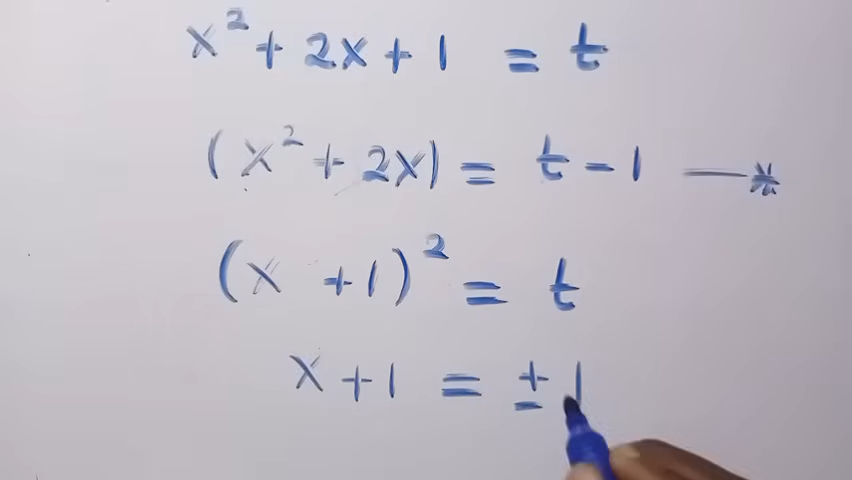 x² + 2x + 1 = t
(x² + 2x) = t - 1 —*
(x + 1)² = t
x + 1 = ±